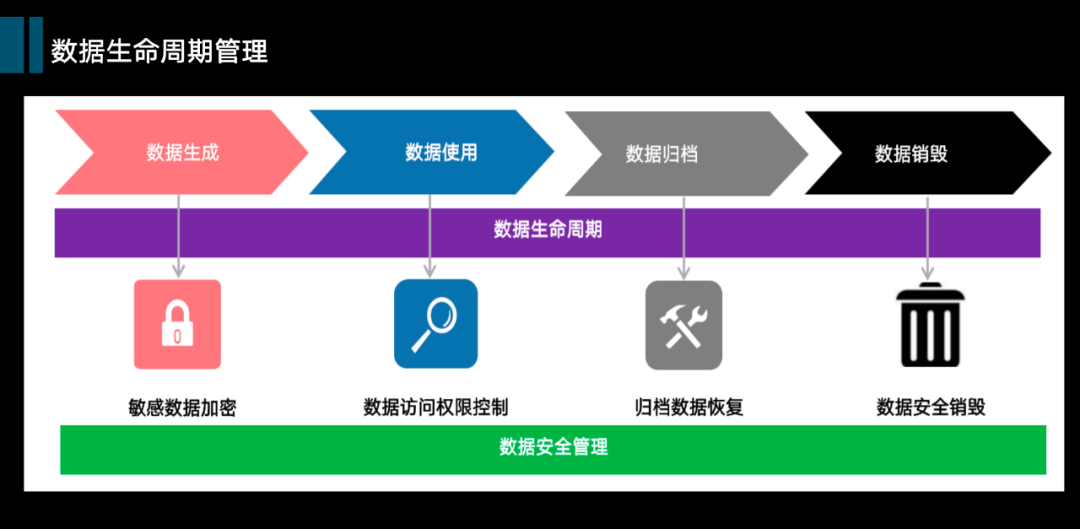 数据生命周期管理
数据生成
数据使用
数据归档
数据销毁
数据生命周期
敏感数据加密
数据访问权限控制
归档数据恢复
数据安全销毁
数据安全管理